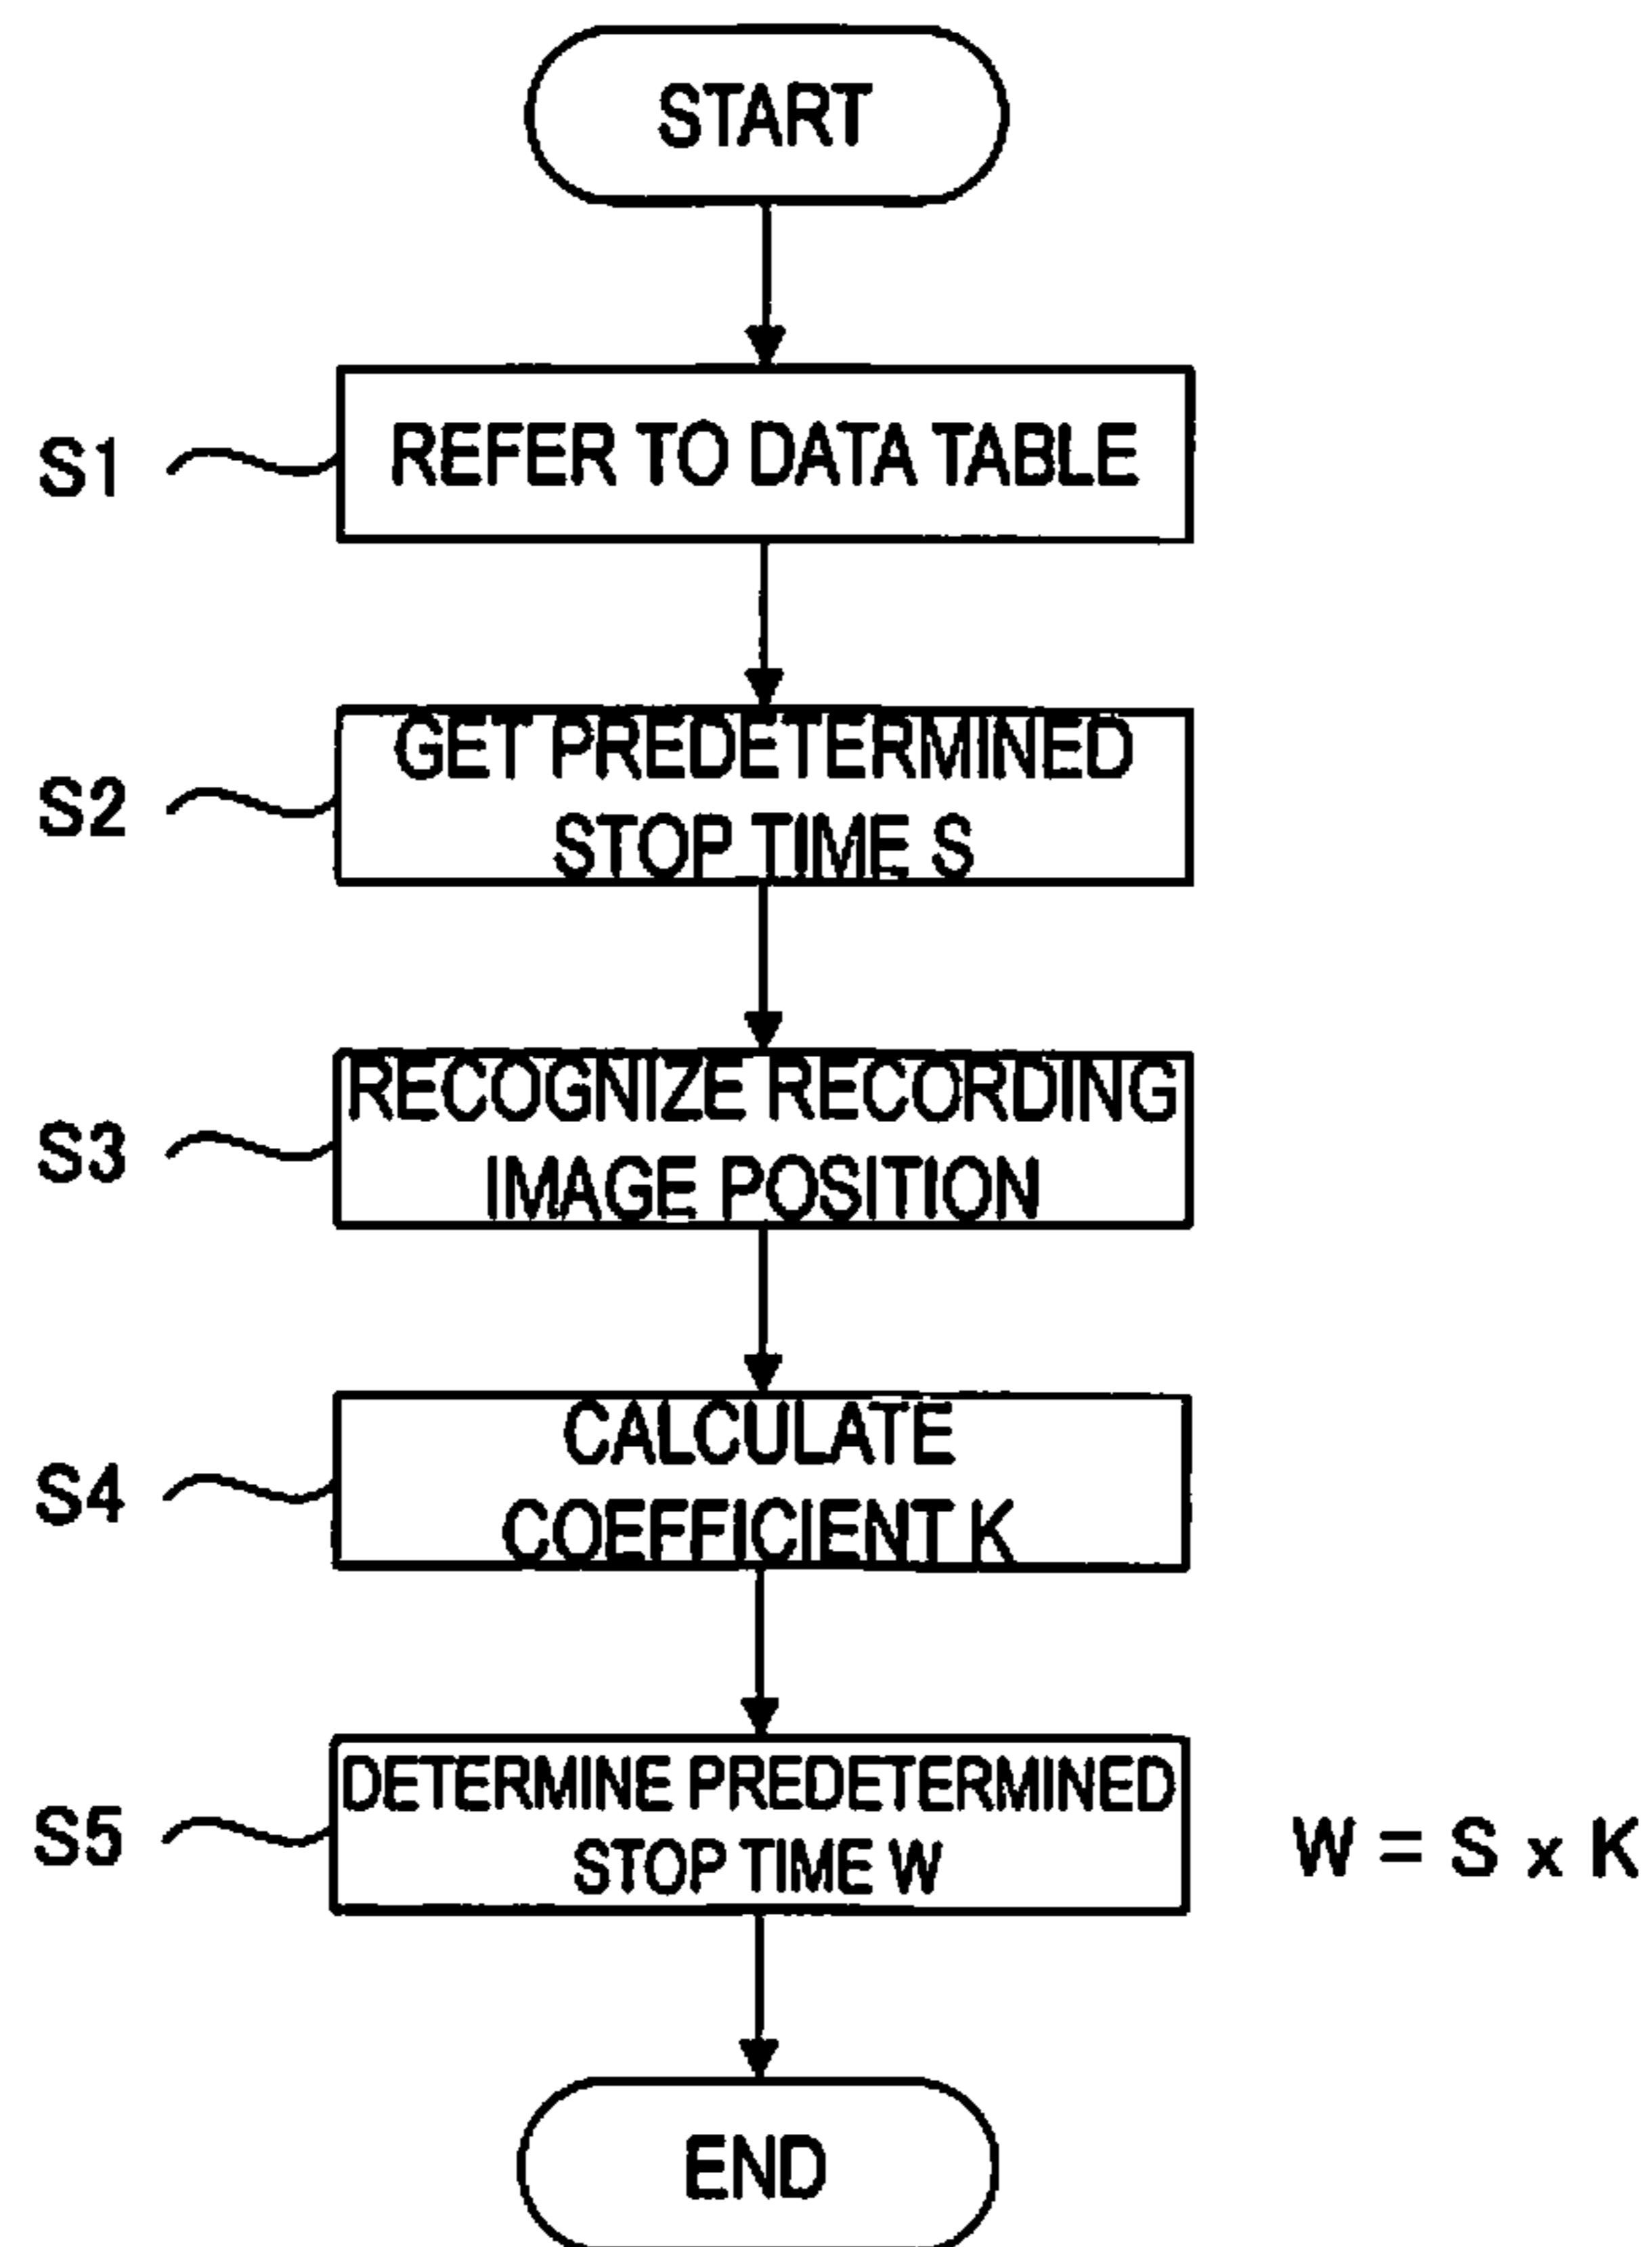 START
S1
REFER TO DATA TABLE
S2
GET PREDETERMINED
STOP TIME S
S3
RECOGNIZE RECORDING
IMAGE POSITION
S4
CALCULATE
COEFFICIENT K
S5
DETERMINE PREDETERMINED
STOP TIME W
W = S x K
END